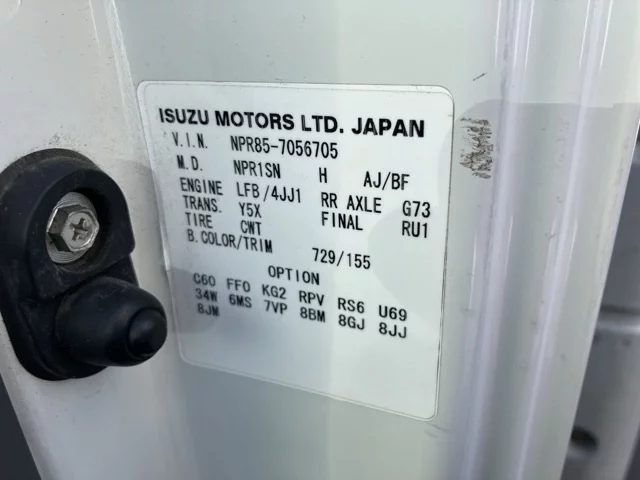 ISUZU MOTORS LTD. JAPAN
V.I.N. NPR85-7056705
M.D. NPR1SN H AJ/BF
ENGINE LFB/4JJ1 RR AXLE G73
TRANS. Y5X FINAL RU1
TIRE CWT
B.COLOR/TRIM 729/155
OPTION
C60 FF0 KG2 RPV RS6 U69
34W 6MS 7VP 8BM 8GJ 8JJ
8JM